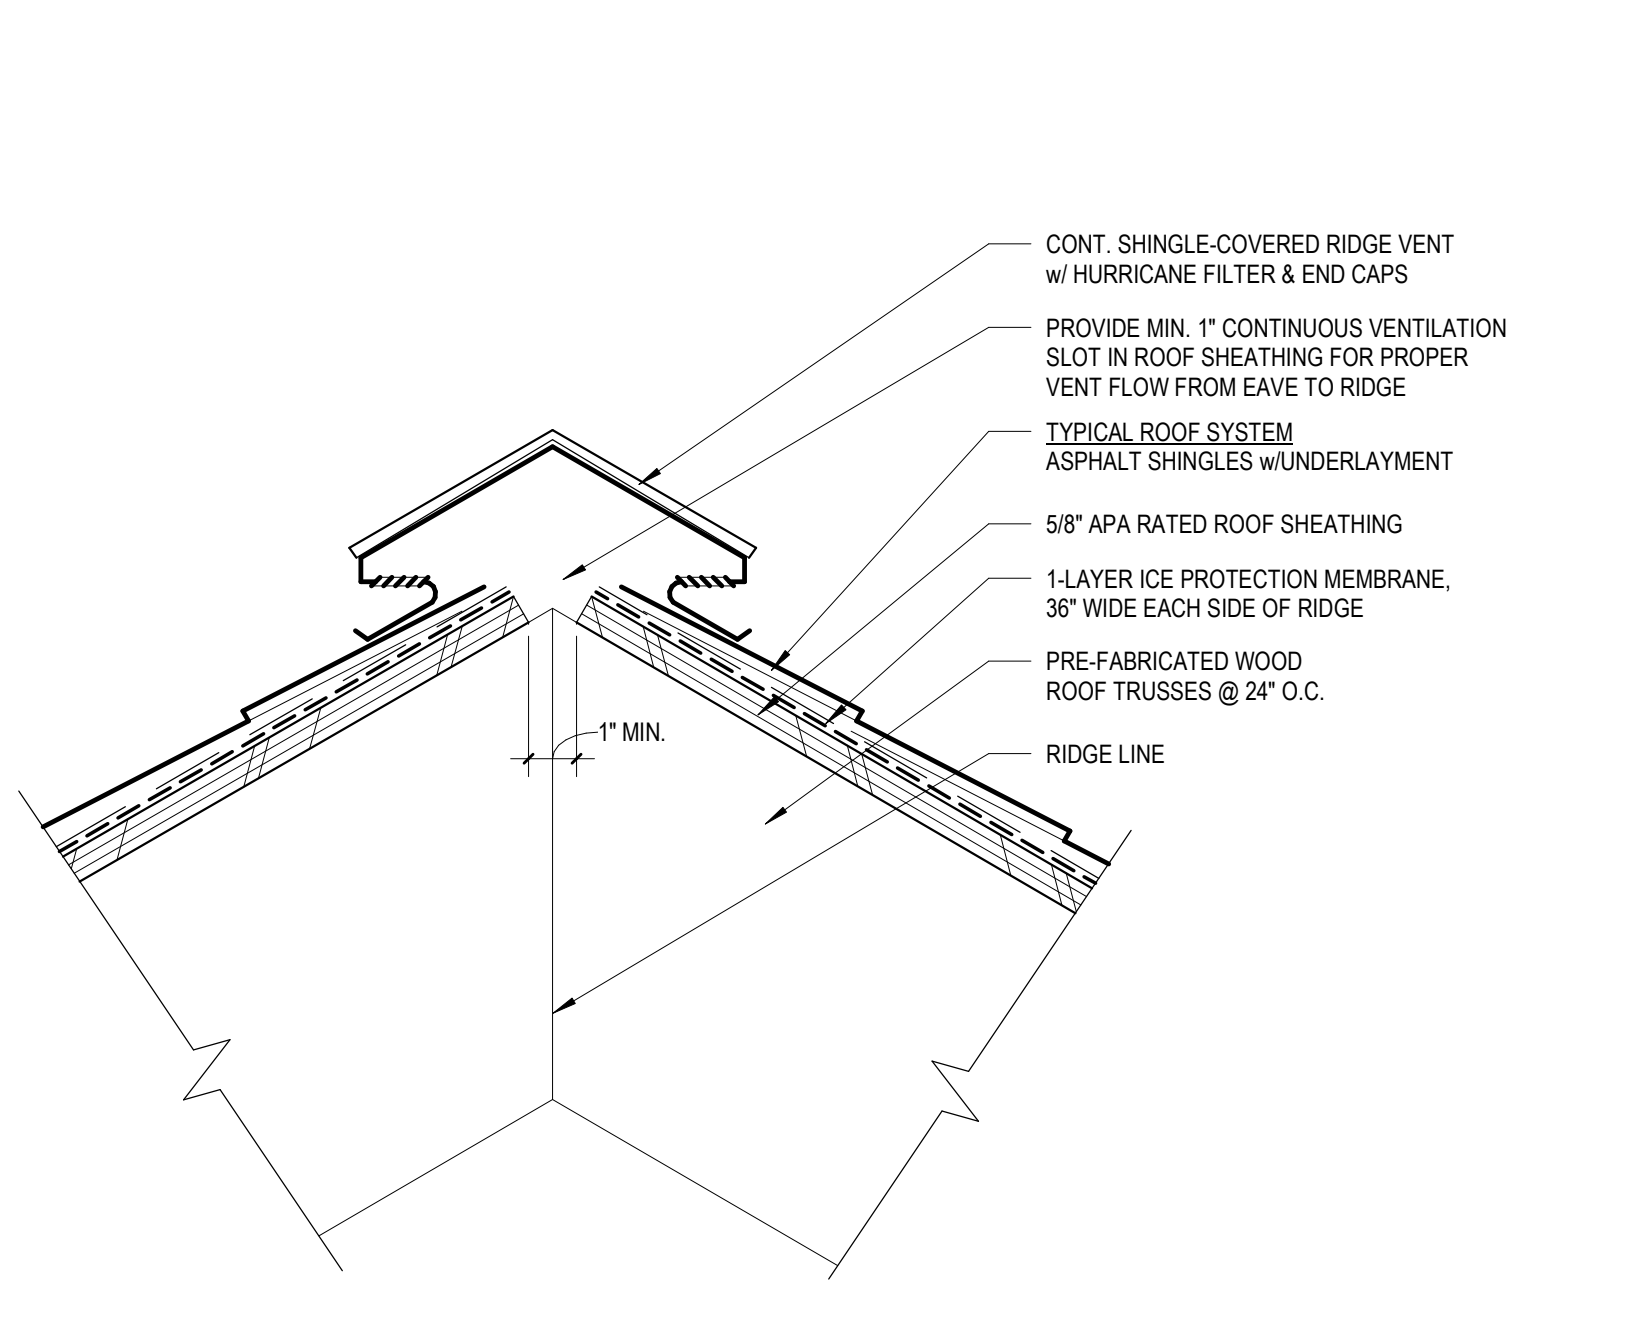 CONT. SHINGLE-COVERED RIDGE VENT
w/ HURRICANE FILTER & END CAPS
PROVIDE MIN. 1" CONTINUOUS VENTILATION
SLOT IN ROOF SHEATHING FOR PROPER
VENT FLOW FROM EAVE TO RIDGE
TYPICAL ROOF SYSTEM
ASPHALT SHINGLES w/UNDERLAYMENT
5/8" APA RATED ROOF SHEATHING
1-LAYER ICE PROTECTION MEMBRANE,
36" WIDE EACH SIDE OF RIDGE
PRE-FABRICATED WOOD
ROOF TRUSSES @ 24" O.C.
1" MIN.
RIDGE LINE